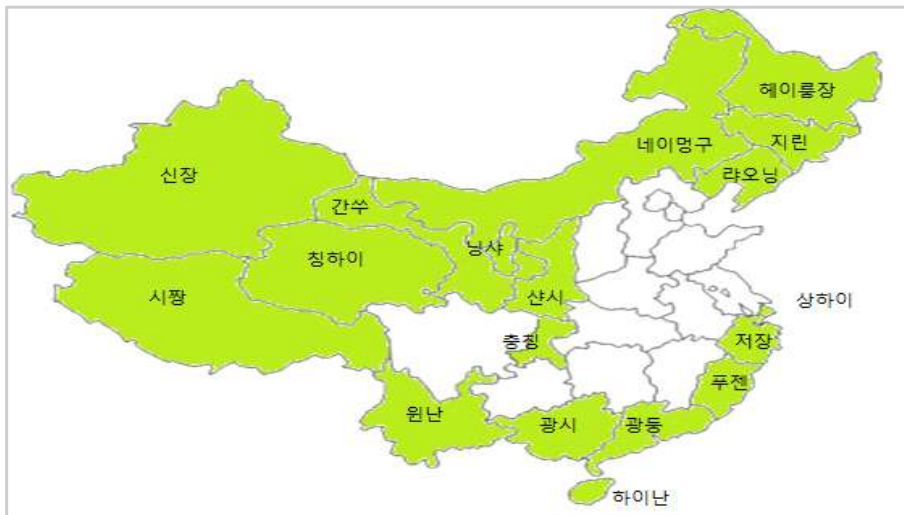 헤이룽장
지린
네이멍구
랴오닝
신장
간쑤
닝샤
칭하이
시짱
샨시
상하이
충칭
저장
푸젠
윈난
광시
광둥
하이난